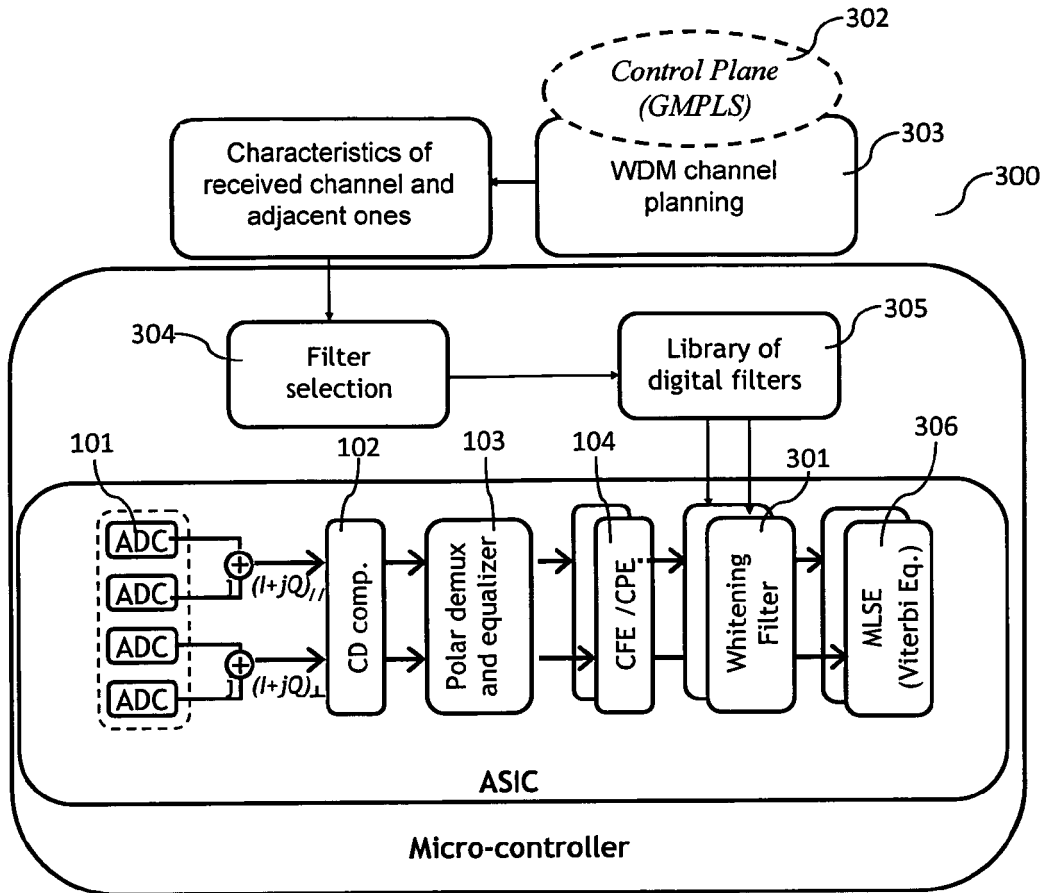 302
Control Plane
(GMPLS)
303
Characteristics of
received channel and
adjacent ones
WDM channel
planning
300
304
Filter
selection
305
Library of
digital filters
101
102
103
104
301
306
ADC
ADC
ADC
ADC
j
j
(I+jQ)//
(I+jQ)⊥
CD comp.
Polar demux
and equalizer
CFE /CPE
Whitening
Filter
MLSE
(Viterbi Eq.)
ASIC
Micro-controller